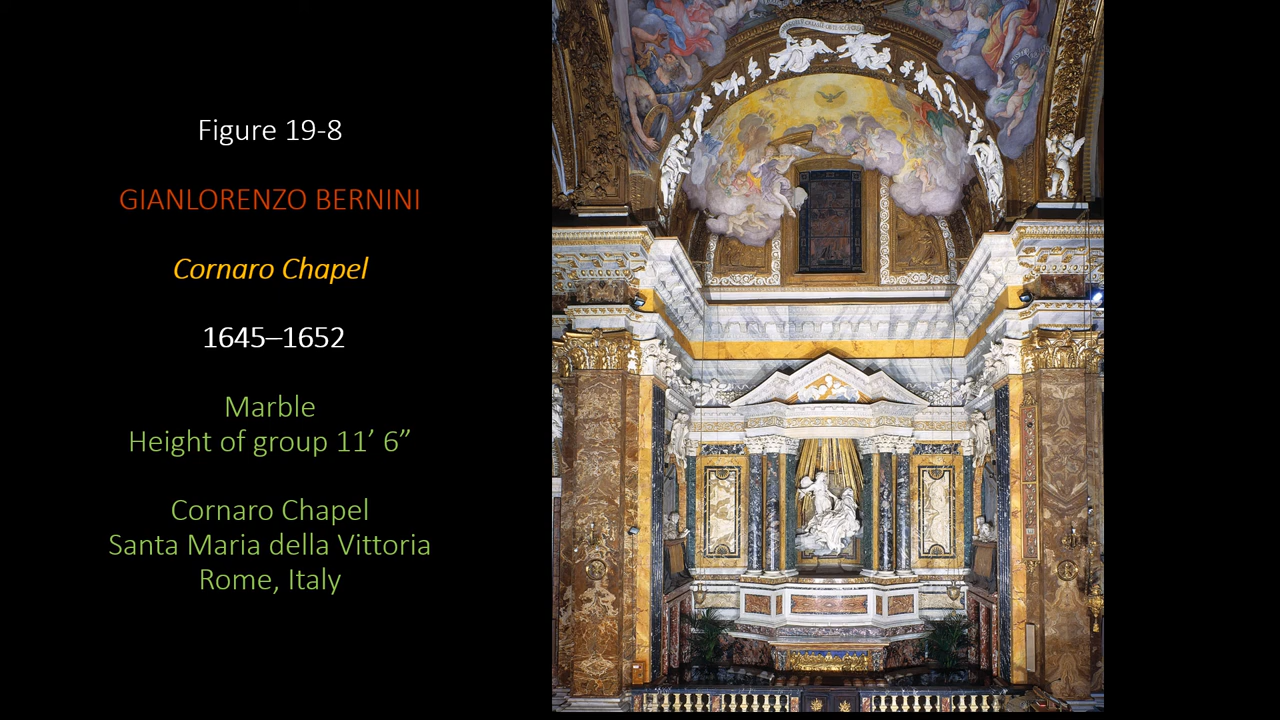 Figure 19-8
GIANLORENZO BERNINI
Cornaro Chapel
1645–1652
Marble
Height of group 11’ 6”
Cornaro Chapel
Santa Maria della Vittoria
Rome, Italy